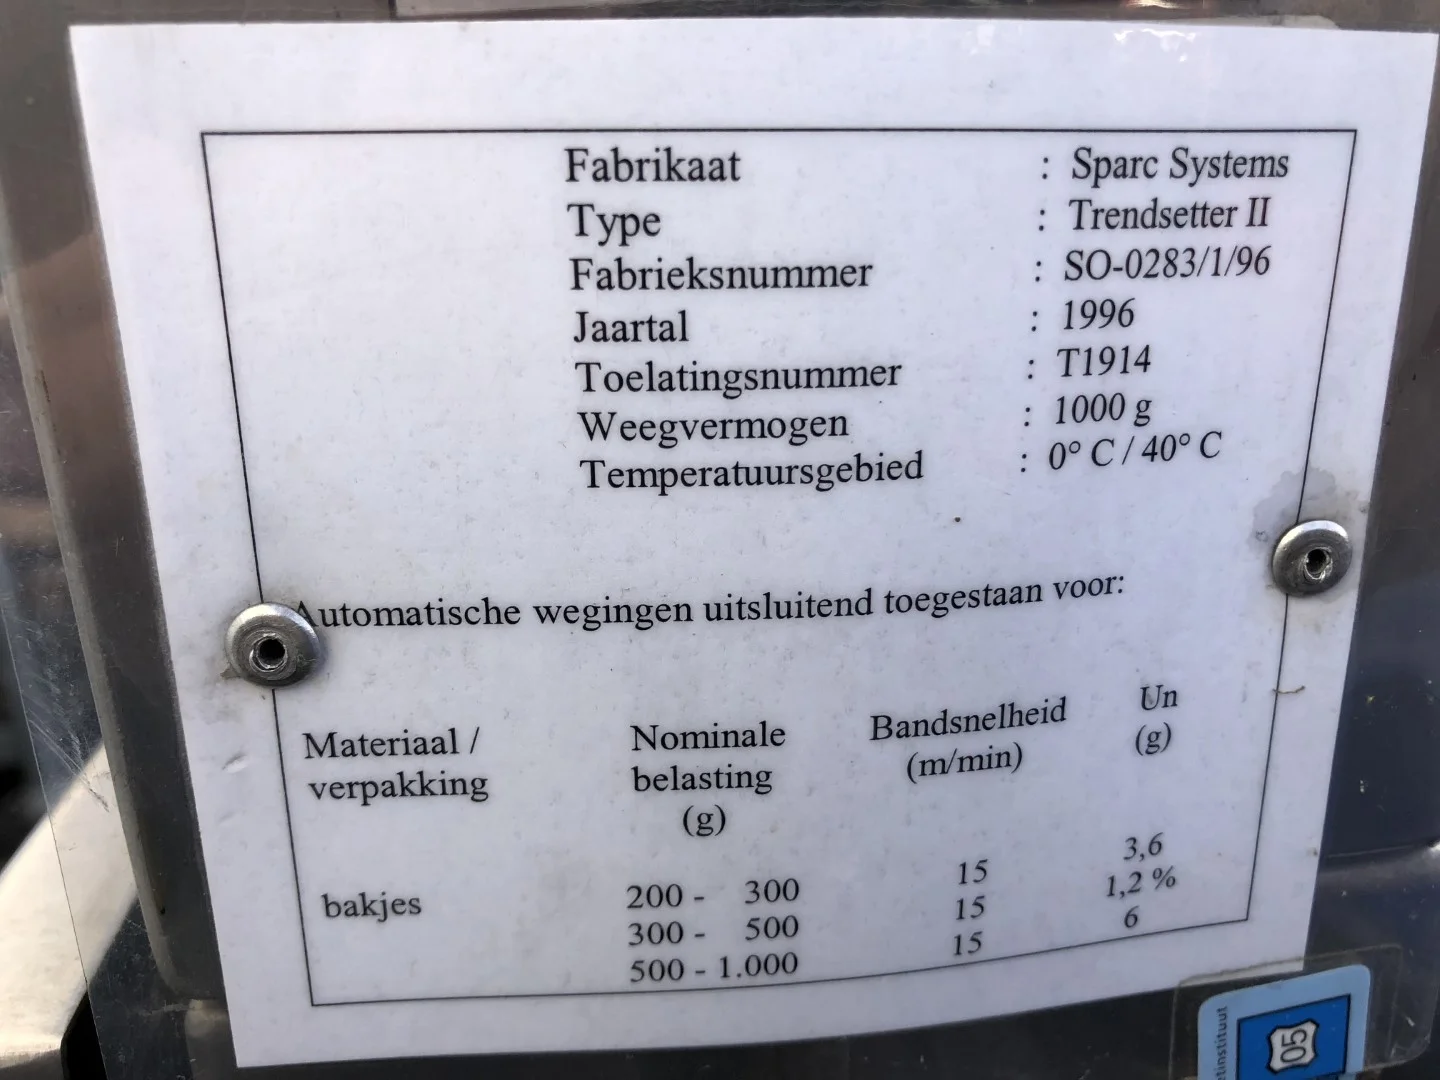 Fabrikaat : Sparc Systems
Type : Trendsetter II
Fabrieksnummer : SO-0283/1/96
Jaartal : 1996
Toelatingsnummer : T1914
Weegvermogen : 1000 g
Temperatuursgebied : 0° C / 40° C
Automatische wegingen uitsluitend toegestaan voor:
Materiaal / Nominale Bandsnelheid Un
verpakking belasting (m/min) (g)
(g)
bakjes 200 - 300 15 3,6
300 - 500 15 1,2 %
500 - 1.000 15 6
05